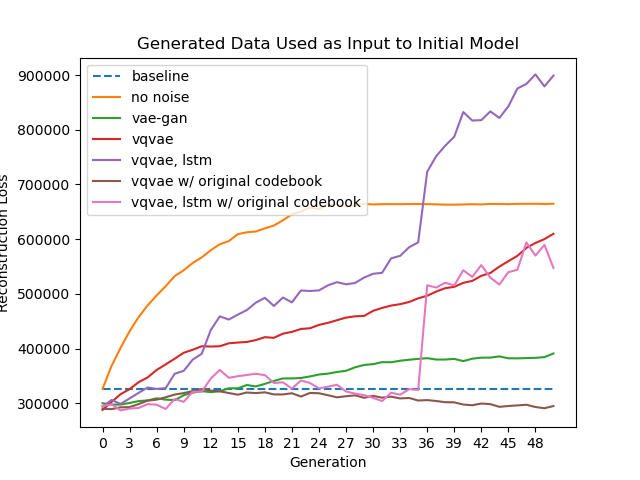 Generated Data Used as Input to Initial Model
900000
800000
700000
600000
500000
400000
300000
Reconstruction Loss
baseline
no noise
vae-gan
vqvae
vqvae, lstm
vqvae w/ original codebook
vqvae, lstm w/ original codebook
0 3 6 9 12 15 18 21 24 27 30 33 36 39 42 45 48
Generation